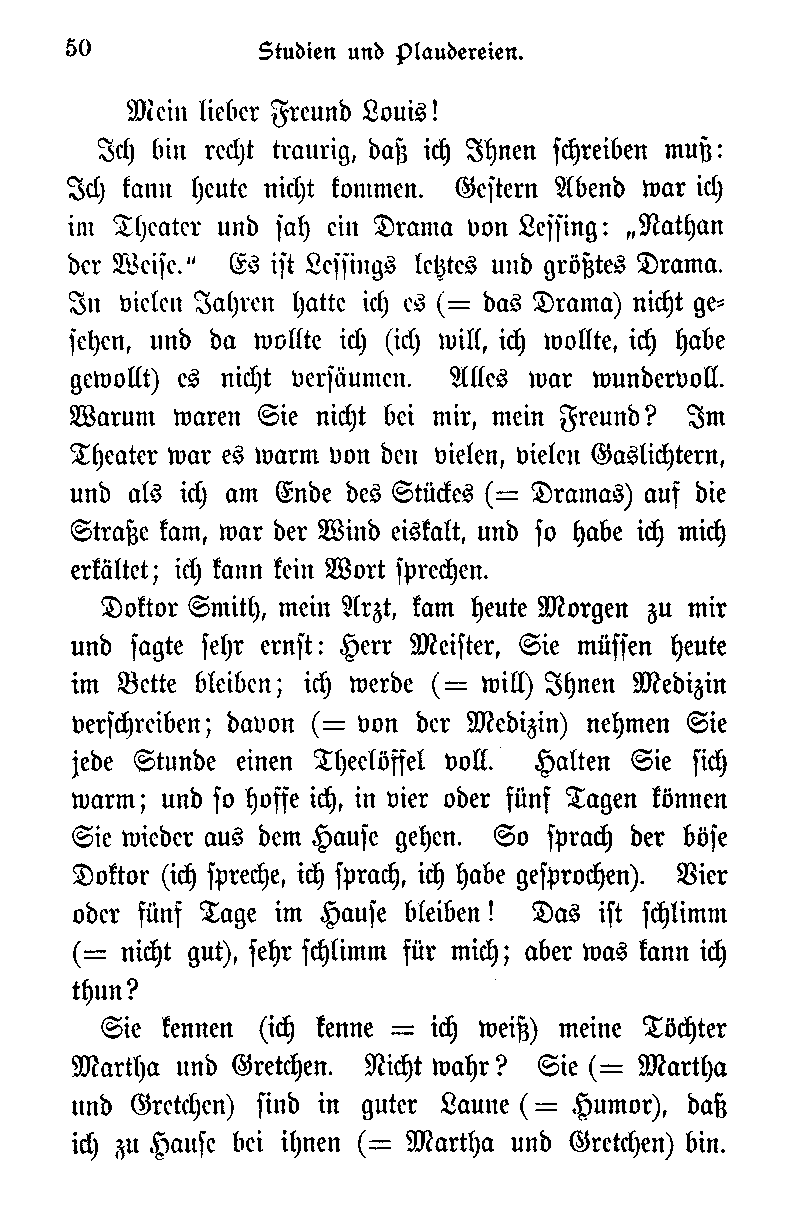 50
Studien und Plaudereien.
Mein lieber Freund Louis!
Ich bin recht traurig, daß ich Ihnen schreiben muß:
Ich kann heute nicht kommen. Gestern Abend war ich
im Theater und sah ein Drama von Lessing: „Nathan
der Weise.“ Es ist Lessings letztes und größtes Drama.
In vielen Jahren hatte ich es (= das Drama) nicht ge-
sehen, und da wollte ich (ich will, ich wollte, ich habe
gewollt) es nicht versäumen. Alles war wundervoll.
Warum waren Sie nicht bei mir, mein Freund? Im
Theater war es warm von den vielen, vielen Gaslichtern,
und als ich am Ende des Stückes (= Dramas) auf die
Straße kam, war der Wind eiskalt, und so habe ich mich
erkältet; ich kann kein Wort sprechen.
Doktor Smith, mein Arzt, kam heute Morgen zu mir
und sagte sehr ernst: Herr Meister, Sie müssen heute
im Bette bleiben; ich werde (= will) Ihnen Medizin
verschreiben; davon (= von der Medizin) nehmen Sie
jede Stunde einen Theelöffel voll. Halten Sie sich
warm; und so hoffe ich, in vier oder fünf Tagen können
Sie wieder aus dem Hause gehen. So sprach der böse
Doktor (ich spreche, ich sprach, ich habe gesprochen). Vier
oder fünf Tage im Hause bleiben! Das ist schlimm
(= nicht gut), sehr schlimm für mich; aber was kann ich
thun?
Sie kennen (ich kenne = ich weiß) meine Töchter
Martha und Gretchen. Nicht wahr? Sie (= Martha
und Gretchen) sind in guter Laune (= Humor), daß
ich zu Hause bei ihnen (= Martha und Gretchen) bin.